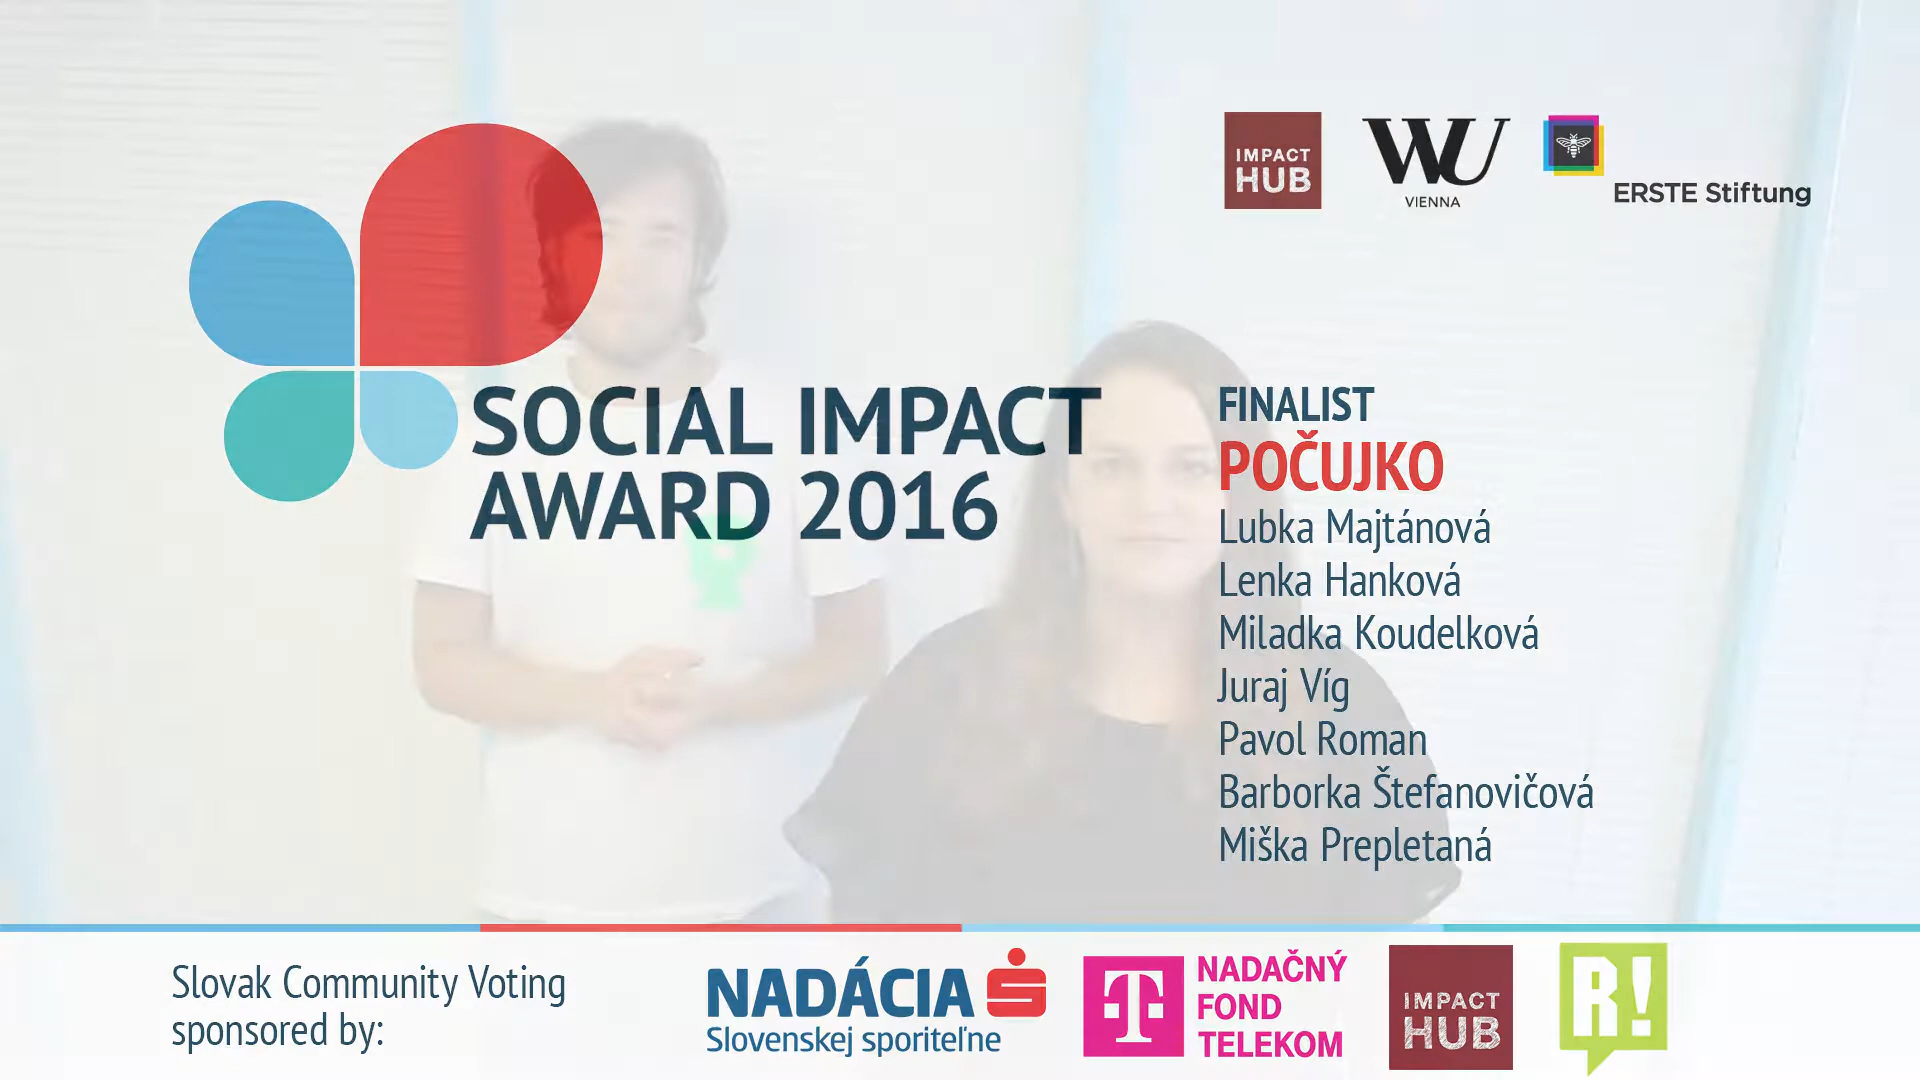 IMPACT
HUB
WU
VIENNA
ERSTE Stiftung
SOCIAL IMPACT
AWARD 2016
FINALIST
POČUJKO
Lubka Majtánová
Lenka Hanková
Miladka Koudelková
Juraj Víg
Pavol Roman
Barborka Štefanovičová
Miška Prepletaná
Slovak Community Voting
sponsored by:
NADÁCIA
Slovenskej sporiteľne
T
NADAČNÝ
FOND
TELEKOM
IMPACT
HUB
R!